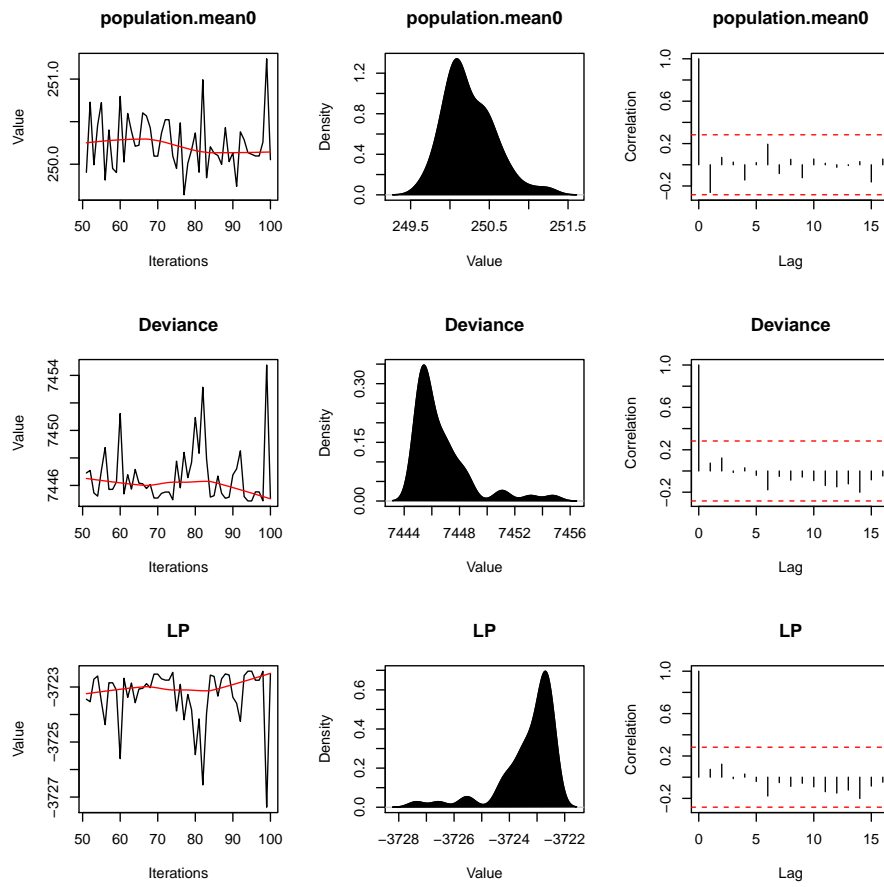 population.mean0
Value
250.0 251.0
50 60 70 80 90 100
Iterations
population.mean0
Density
0.0 0.4 0.8 1.2
249.5 250.5 251.5
Value
population.mean0
Correlation
−0.2 0.2 0.6 1.0
0 5 10 15
Lag
Deviance
Value
7446 7450 7454
50 60 70 80 90 100
Iterations
Deviance
Density
0.00 0.15 0.30
7444 7448 7452 7456
Value
Deviance
Correlation
−0.2 0.2 0.6 1.0
0 5 10 15
Lag
LP
Value
−3727 −3725 −3723
50 60 70 80 90 100
Iterations
LP
Density
0.0 0.2 0.4 0.6
−3728 −3726 −3724 −3722
Value
LP
Correlation
−0.2 0.2 0.6 1.0
0 5 10 15
Lag